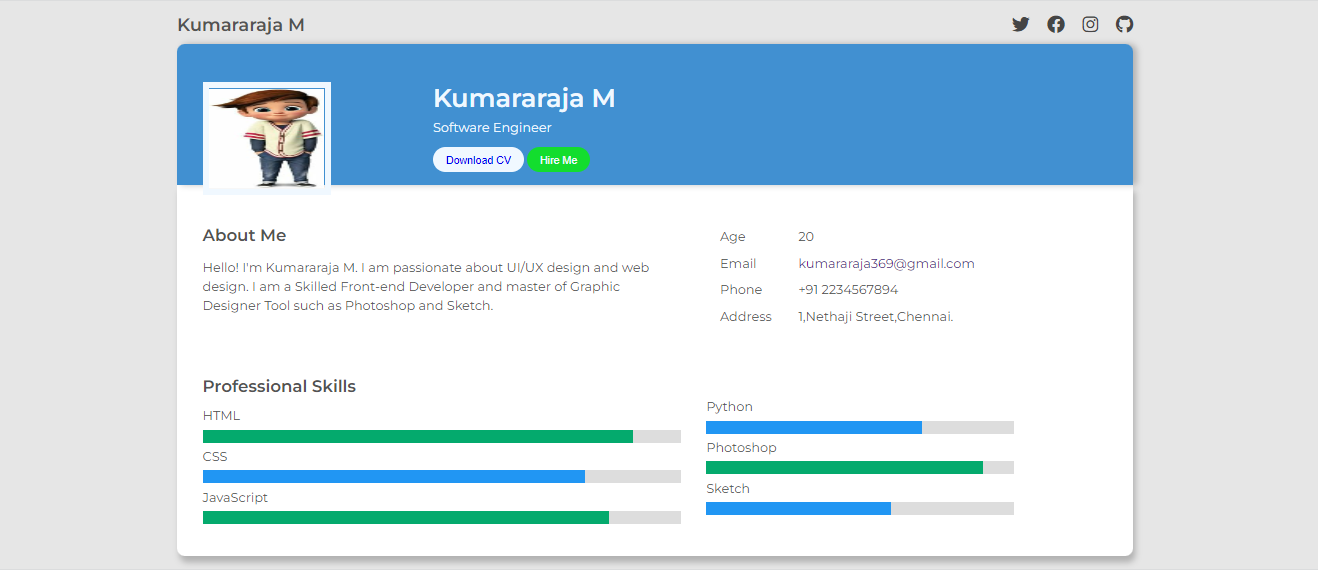 Kumararaja M
Kumararaja M
Software Engineer
Download CV
Hire Me
About Me
Hello! I'm Kumararaja M. I am passionate about UI/UX design and web
design. I am a Skilled Front-end Developer and master of Graphic
Designer Tool such as Photoshop and Sketch.
Age 20
Email kumararaja369@gmail.com
Phone +91 2234567894
Address 1,Nethaji Street,Chennai.
Professional Skills
HTML
CSS
JavaScript
Python
Photoshop
Sketch